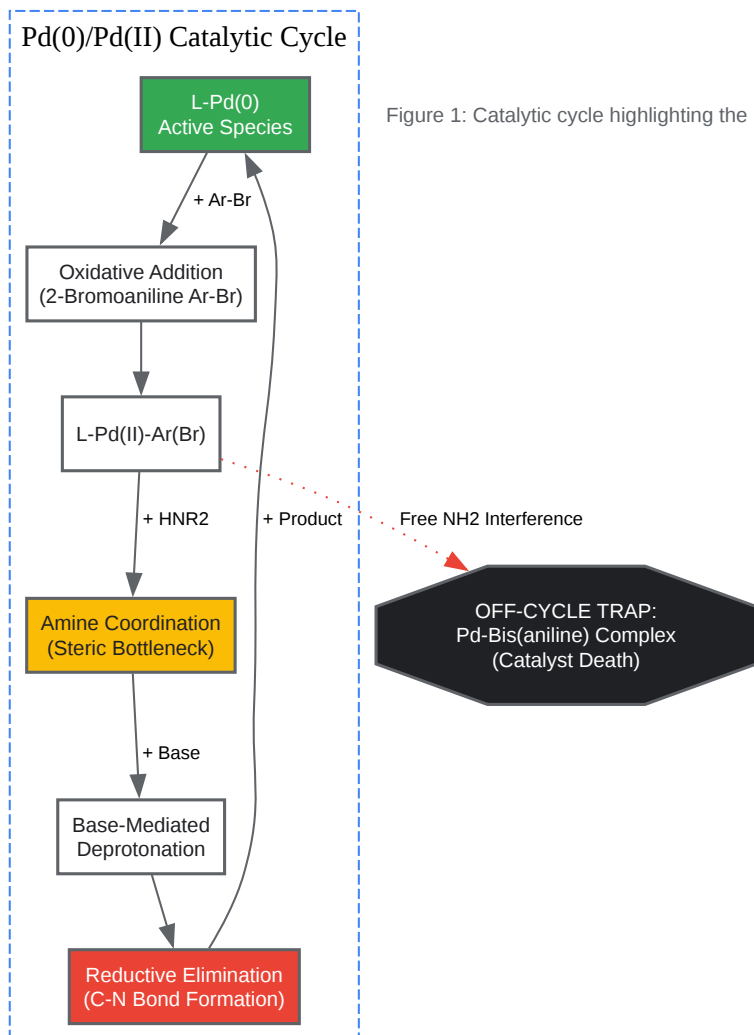 Pd(0)/Pd(II) Catalytic Cycle
L-Pd(0)
Active Species
Figure 1: Catalytic cycle highlighting the
+ Ar-Br
Oxidative Addition
(2-Bromoaniline Ar-Br)
L-Pd(II)-Ar(Br)
+ HNR2
+ Product
Free NH2 Interference
Amine Coordination
(Steric Bottleneck)
OFF-CYCLE TRAP:
Pd-Bis(aniline) Complex
(Catalyst Death)
+ Base
Base-Mediated
Deprotonation
Reductive Elimination
(C-N Bond Formation)